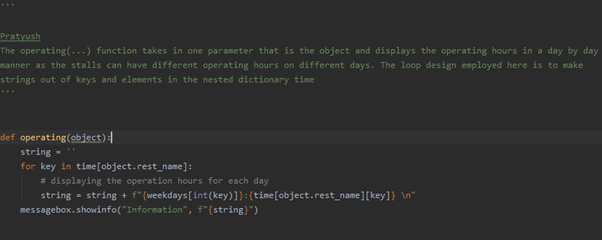 '''
Pratyush
The operating(...) function takes in one parameter that is the object and displays the operating hours in a day by day
manner as the stalls can have different operating hours on different days. The loop design employed here is to make
strings out of keys and elements in the nested dictionary time
'''
def operating(object):
    string = ''
    for key in time[object.rest_name]:
        # displaying the operation hours for each day
        string = string + f"{weekdays[int(key)]}:{time[object.rest_name][key]} \n"
    messagebox.showinfo("Information", f"{string}")